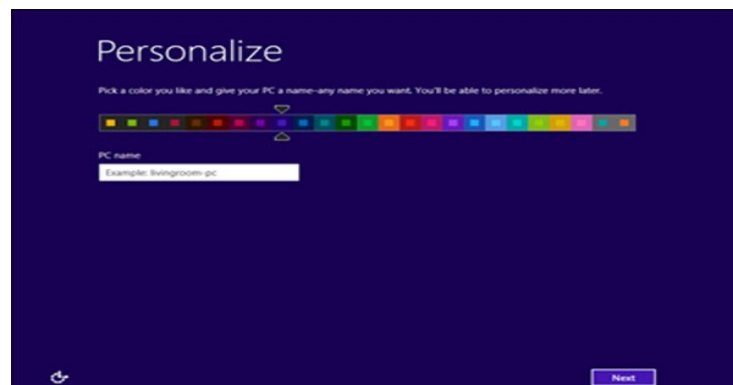 Personalize
Pick a color you like and give your PC a name-any name you want. You'll be able to personalize more later.
PC name
Example: livingroom-pc
Next